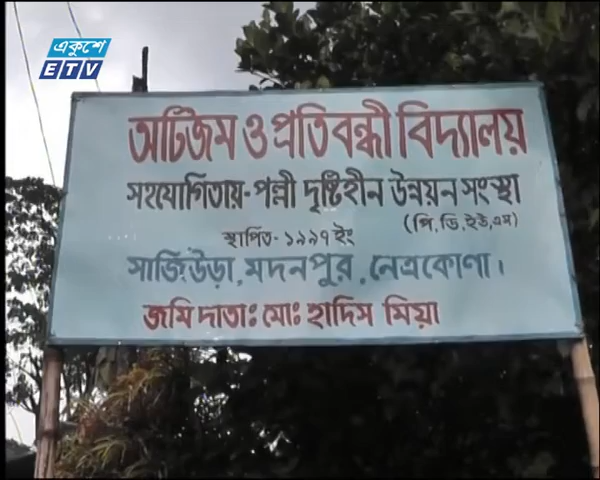 একুশে
ETV
অটিজম ও প্রতিবন্ধী বিদ্যালয়
সহযোগিতায়-পল্লী দৃষ্টিহীন উন্নয়ন সংস্থা
(পি,ডি,ইউ,এস)
স্থাপিত- ১৯৯৭ ইং
সাজিউড়া, মদনপুর, নেত্রকোণা।
জমি দাতা: মো: হাদিস মিয়া